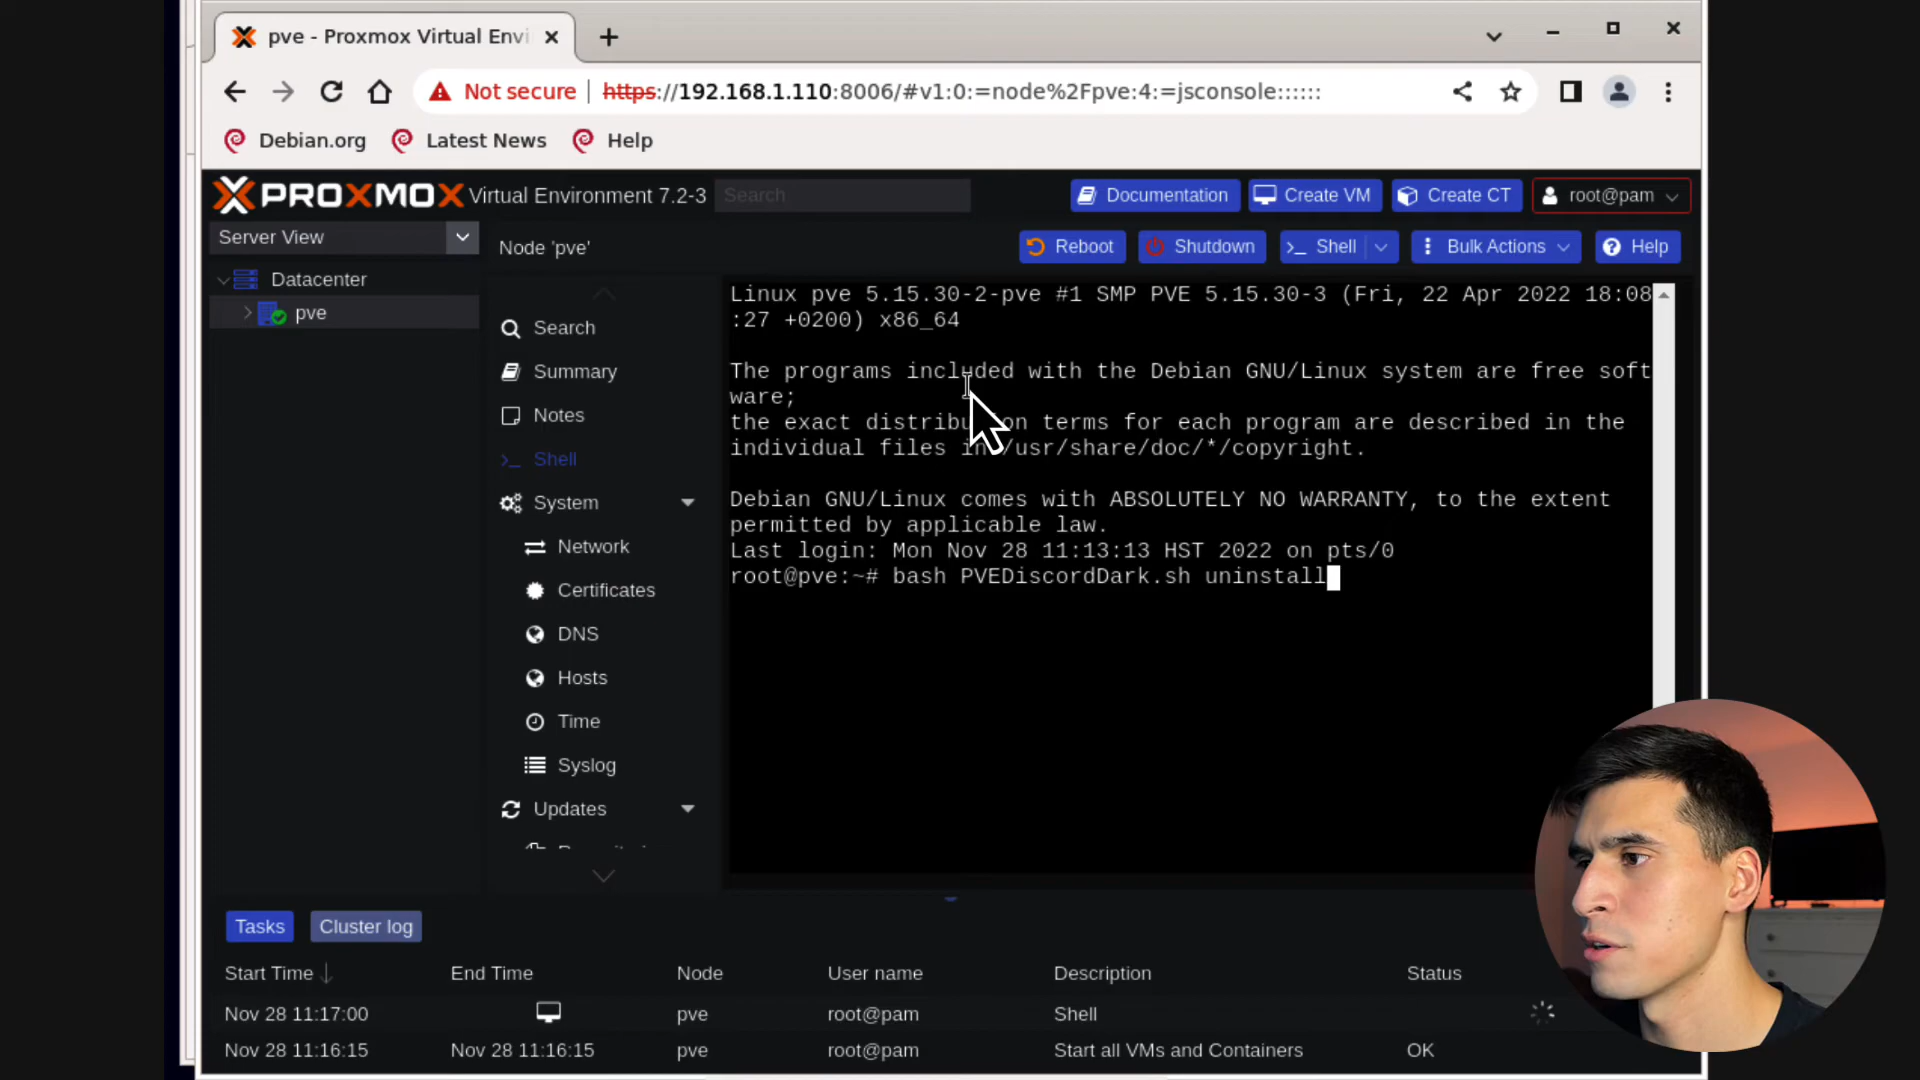 pve - Proxmox Virtual Envi
Not secure
https://192.168.1.110:8006/#v1:0:=node%2Fpve:4:=jsconsole::::::
Debian.org
Latest News
Help
PROXMOX
Virtual Environment 7.2-3
Search
Documentation
Create VM
Create CT
root@pam
Server View
Node 'pve'
Reboot
Shutdown
>_ Shell
Bulk Actions
Help
Datacenter
pve
Search
Summary
Notes
>_ Shell
System
Network
Certificates
DNS
Hosts
Time
Syslog
Updates
Linux pve 5.15.30-2-pve #1 SMP PVE 5.15.30-3 (Fri, 22 Apr 2022 18:08
:27 +0200) x86_64
The programs included with the Debian GNU/Linux system are free soft
ware;
the exact distribution terms for each program are described in the
individual files in /usr/share/doc/*/copyright.
Debian GNU/Linux comes with ABSOLUTELY NO WARRANTY, to the extent
permitted by applicable law.
Last login: Mon Nov 28 11:13:13 HST 2022 on pts/0
root@pve:~# bash PVEDiscordDark.sh uninstall
Tasks
Cluster log
Start Time
End Time
Node
User name
Description
Status
Nov 28 11:17:00
pve
root@pam
Shell
Nov 28 11:16:15
Nov 28 11:16:15
pve
root@pam
Start all VMs and Containers
OK